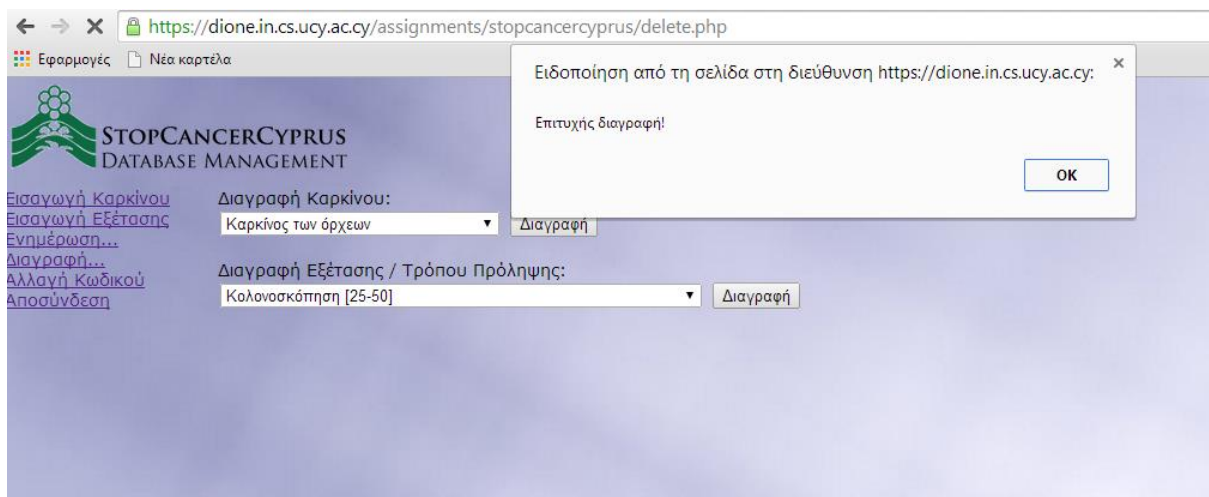 https://dione.in.cs.ucy.ac.cy/assignments/stopcancercyprus/delete.php
Εφαρμογές Νέα καρτέλα
Ειδοποίηση από τη σελίδα στη διεύθυνση https://dione.in.cs.ucy.ac.cy:
Επιτυχής διαγραφή!
OK
STOPCANCERCYPRUS
DATABASE MANAGEMENT
Εισαγωγή Καρκίνου
Εισαγωγή Εξέτασης
Ενημέρωση...
Διαγραφή...
Αλλαγή Κωδικού
Αποσύνδεση
Διαγραφή Καρκίνου:
Καρκίνος των όρχεων Διαγραφή
Διαγραφή Εξέτασης / Τρόπου Πρόληψης:
Κολονοσκόπηση [25-50] Διαγραφή